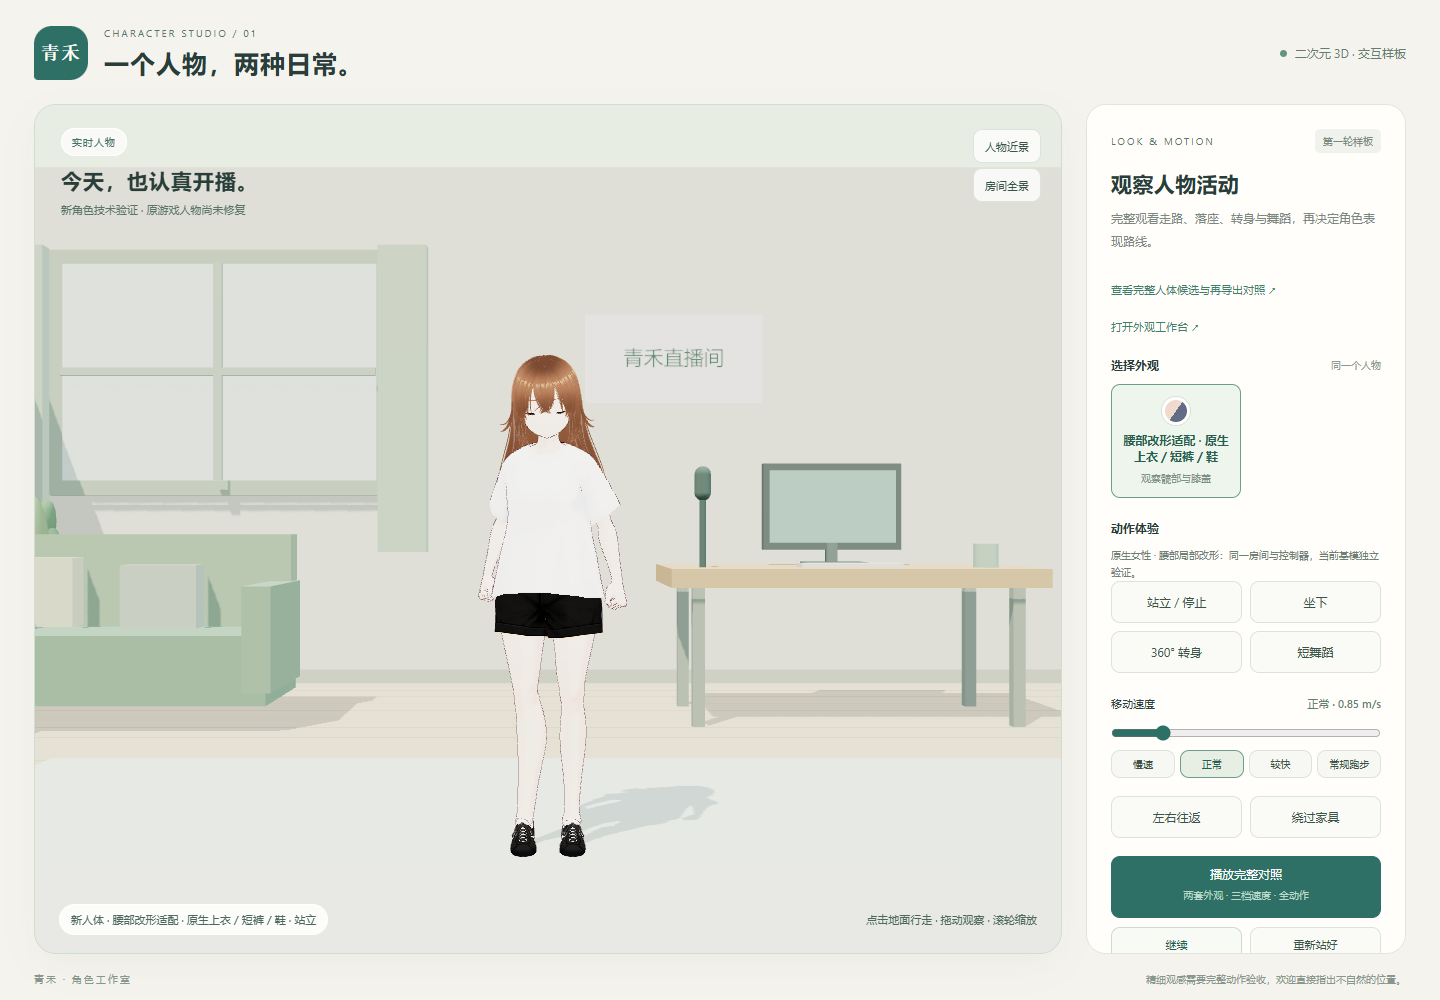 青禾
CHARACTER STUDIO / 01
一个人物，两种日常。
二次元 3D · 交互样板
实时人物
今天，也认真开播。
新角色技术验证 · 原游戏人物尚未修复
人物近景
房间全景
青禾直播间
新人体 · 腰部改形适配 · 原生上衣 / 短裤 / 鞋 · 站立
点击地面行走 · 拖动观察 · 滚轮缩放
LOOK & MOTION
第一轮样板
观察人物活动
完整观看走路、落座、转身与舞蹈，再决定角色表
现路线。
查看完整人体候选与再导出对照 ↗
打开外观工作台 ↗
选择外观
同一个人物
腰部改形适配 · 原生
上衣 / 短裤 / 鞋
观察髋部与膝盖
动作体验
原生女性 · 腰部局部改形：同一房间与控制器，当前基模独立
验证。
站立 / 停止
坐下
360° 转身
短舞蹈
移动速度
正常 · 0.85 m/s
慢速
正常
较快
常规跑步
左右往返
绕过家具
播放完整对照
两套外观 · 三档速度 · 全动作
继续
重新站好
青禾 · 角色工作室
精细观感需要完整动作验收，欢迎直接指出不自然的位置。